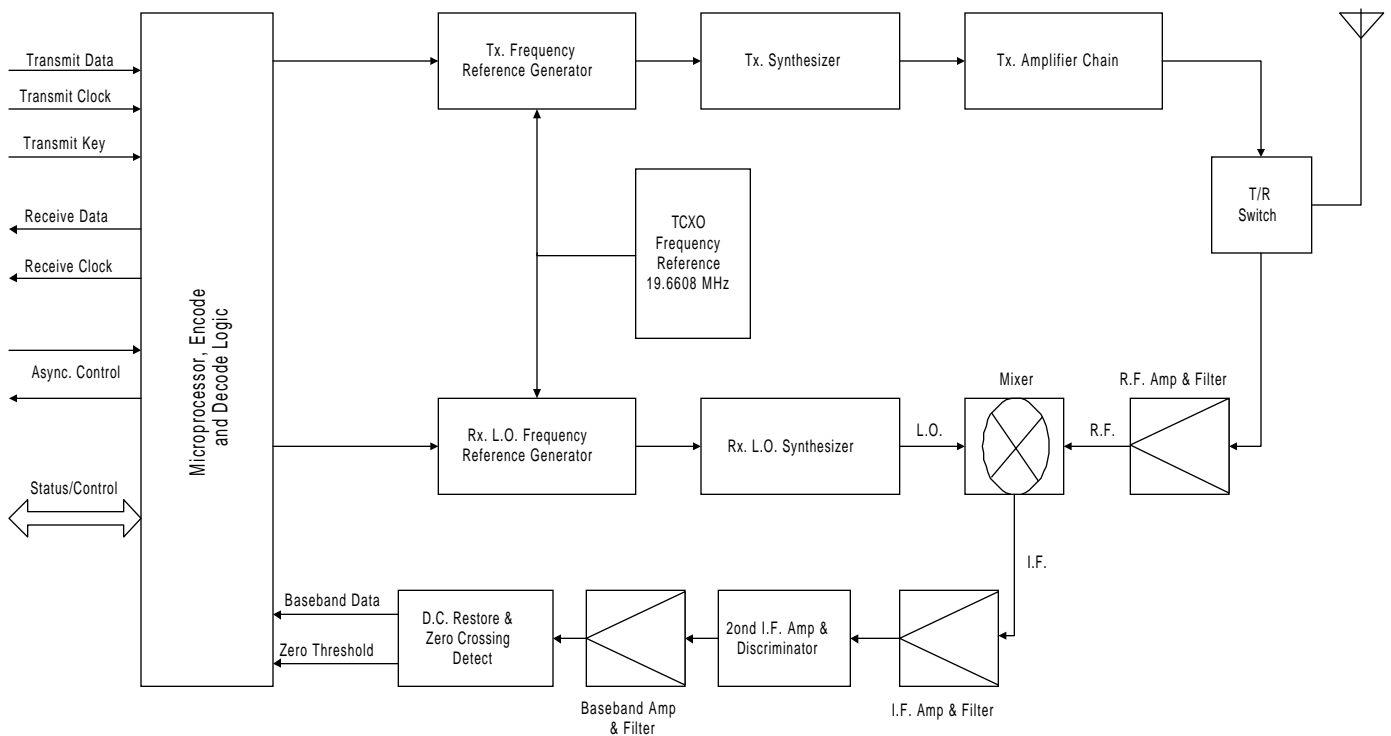 Transmit Data
Transmit Clock
Transmit Key
Receive Data
Receive Clock
Async. Control
Status/Control
Microprocessor, Encode
and Decode Logic
Tx. Frequency
Reference Generator
Tx. Synthesizer
Tx. Amplifier Chain
T/R
Switch
TCXO
Frequency
Reference
19.6608 MHz
Rx. L.O. Frequency
Reference Generator
Rx. L.O. Synthesizer
L.O.
Mixer
R.F.
R.F. Amp & Filter
I.F.
Baseband Data
Zero Threshold
D.C. Restore &
Zero Crossing
Detect
Baseband Amp
& Filter
2ond I.F. Amp &
Discriminator
I.F. Amp & Filter